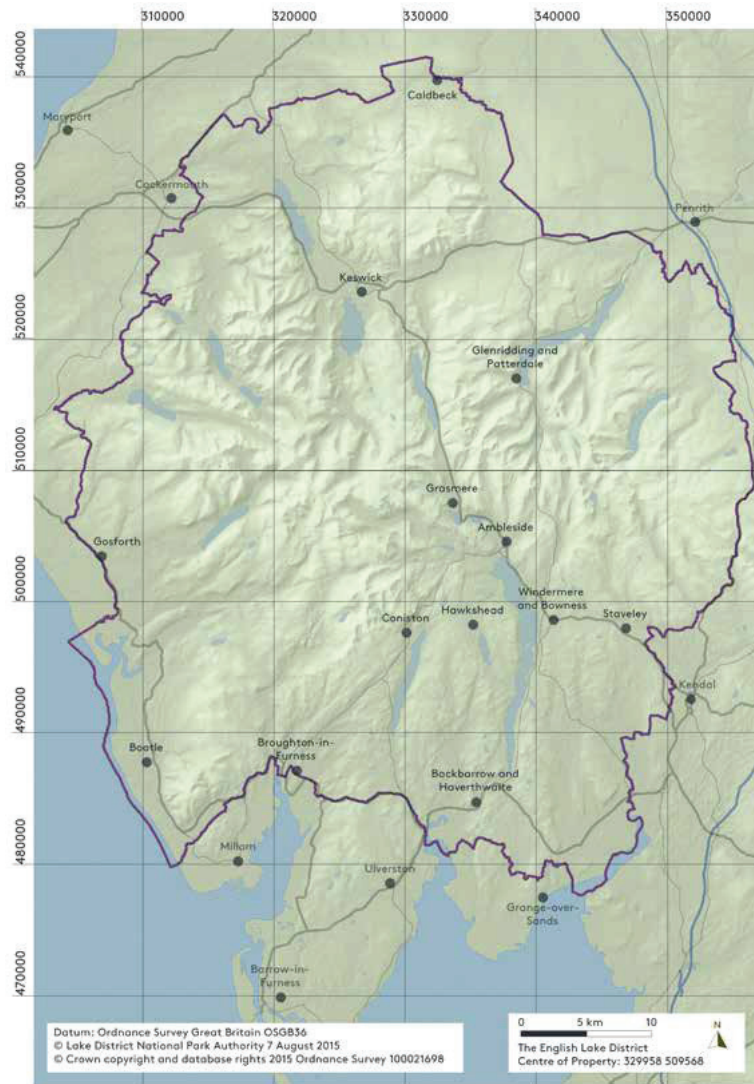 310000
320000
330000
340000
350000
540000
Caldbeck
Maryport
530000
Cockermouth
Penrith
Keswick
520000
Glenridding and
Patterdale
510000
Grasmere
Ambleside
Gosforth
500000
Windermere
and Bowness
Coniston
Hawkshead
Staveley
Kendal
490000
Broughton-in-
Furness
Bootle
Backbarrow and
Haverthwaite
480000
Millom
Ulverston
Grange-over-
Sands
470000
Barrow-in-
Furness
Datum: Ordnance Survey Great Britain OSGB36
© Lake District National Park Authority 7 August 2015
© Crown copyright and database rights 2015 Ordnance Survey 100021698
0 5 km 10
N
The English Lake District
Centre of Property: 329958 509568